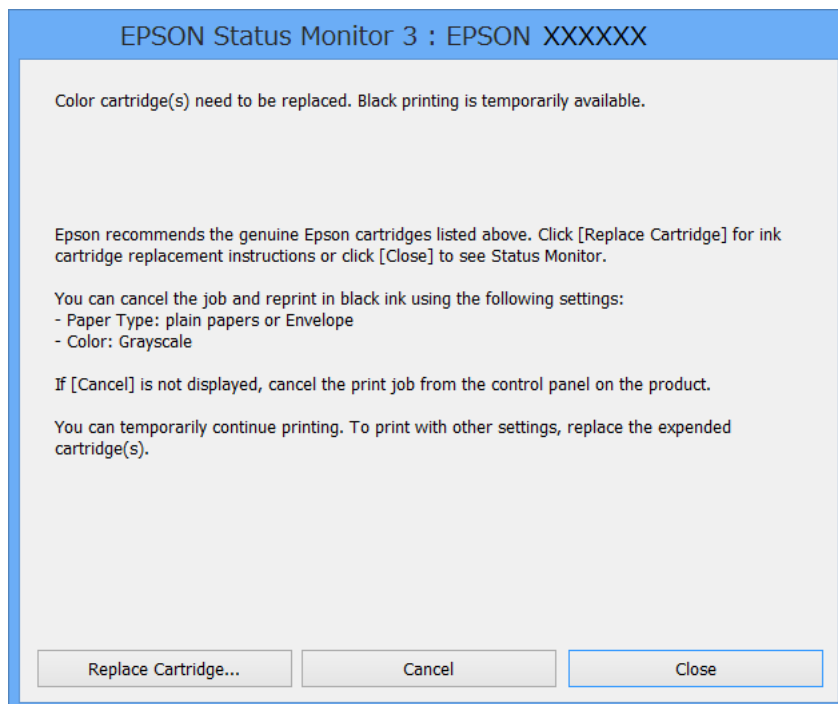 EPSON Status Monitor 3 : EPSON XXXXXX
Color cartridge(s) need to be replaced. Black printing is temporarily available.
Epson recommends the genuine Epson cartridges listed above. Click [Replace Cartridge] for ink
cartridge replacement instructions or click [Close] to see Status Monitor.
You can cancel the job and reprint in black ink using the following settings:
- Paper Type: plain papers or Envelope
- Color: Grayscale
If [Cancel] is not displayed, cancel the print job from the control panel on the product.
You can temporarily continue printing. To print with other settings, replace the expended
cartridge(s).
Replace Cartridge... Cancel Close